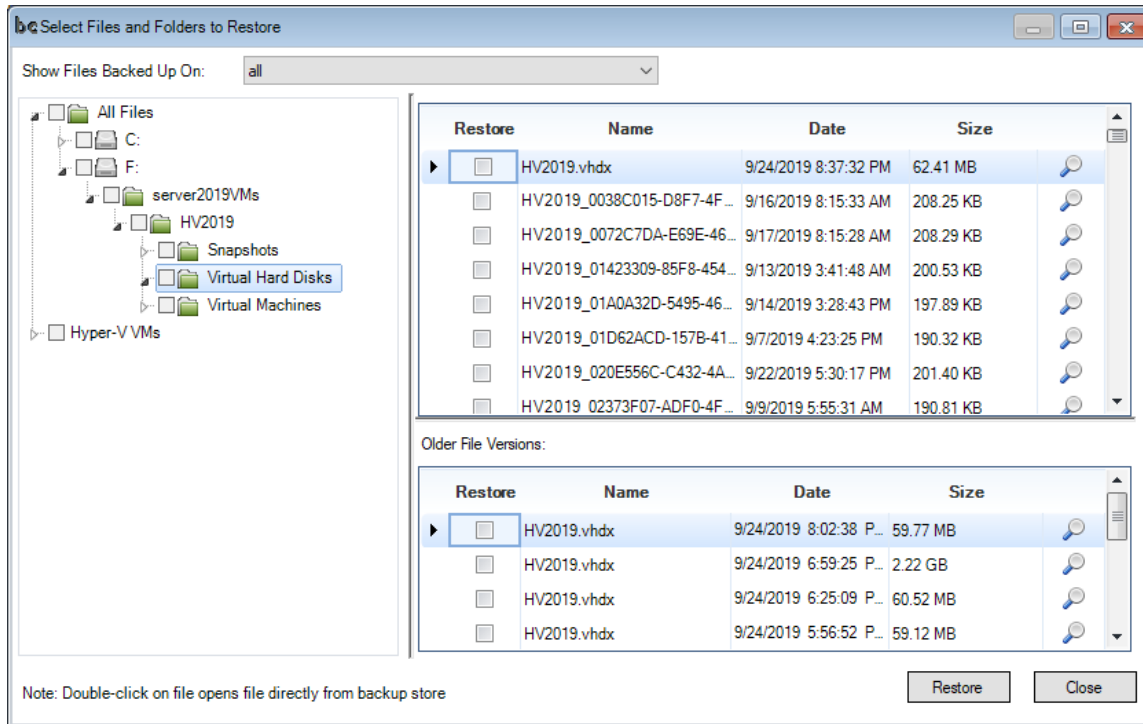 bc Select Files and Folders to Restore
Show Files Backed Up On: all
All Files
C:
F:
server2019VMs
HV2019
Snapshots
Virtual Hard Disks
Virtual Machines
Hyper-V VMs
Restore Name Date Size
HV2019.vhdx 9/24/2019 8:37:32 PM 62.41 MB
HV2019_0038C015-D8F7-4F... 9/16/2019 8:15:33 AM 208.25 KB
HV2019_0072C7DA-E69E-46... 9/17/2019 8:15:28 AM 208.29 KB
HV2019_01423309-85F8-454... 9/13/2019 3:41:48 AM 200.53 KB
HV2019_01A0A32D-5495-46... 9/14/2019 3:28:43 PM 197.89 KB
HV2019_01D62ACD-157B-41... 9/7/2019 4:23:25 PM 190.32 KB
HV2019_020E556C-C432-4A... 9/22/2019 5:30:17 PM 201.40 KB
HV2019_02373F07-ADF0-4F... 9/9/2019 5:55:31 AM 190.81 KB
Older File Versions:
Restore Name Date Size
HV2019.vhdx 9/24/2019 8:02:38 P... 59.77 MB
HV2019.vhdx 9/24/2019 6:59:25 P... 2.22 GB
HV2019.vhdx 9/24/2019 6:25:09 P... 60.52 MB
HV2019.vhdx 9/24/2019 5:56:52 P... 59.12 MB
Note: Double-click on file opens file directly from backup store
Restore Close